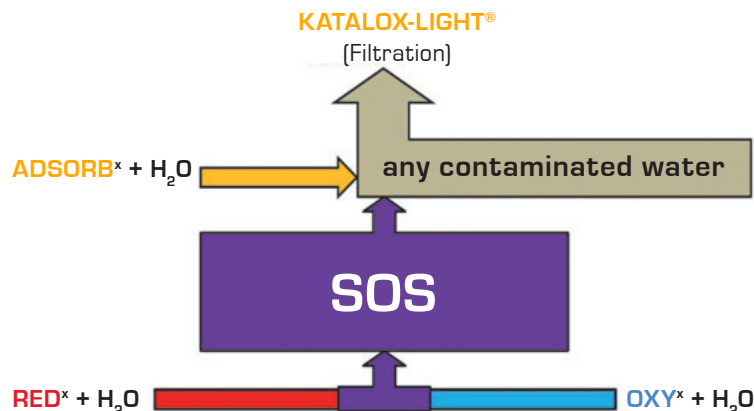 KATALOX-LIGHT®
(Filtration)
ADSORBˣ + H₂O
any contaminated water
SOS
REDˣ + H₂O
OXYˣ + H₂O